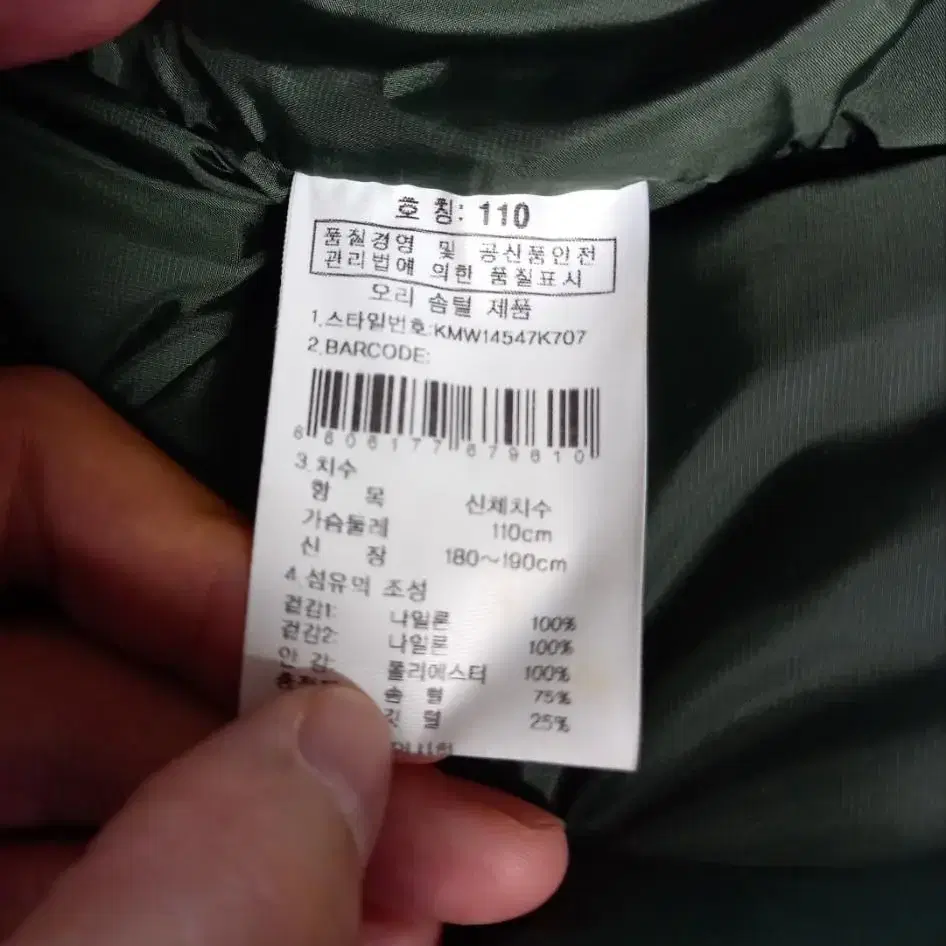 호 칭: 110
품질경영 및 공산품안전
관리법에 의한 품질표시
오리 솜털 제품
1.스타일번호:KMW14547K707
2.BARCODE:
8 606177 679810
3.치수
항 목 신체치수
가슴둘레 110cm
신 장 180~190cm
4.섬유의 조성
겉감1: 나일론 100%
겉감2: 나일론 100%
안 감: 폴리에스터 100%
솜 털 75%
깃 털 25%